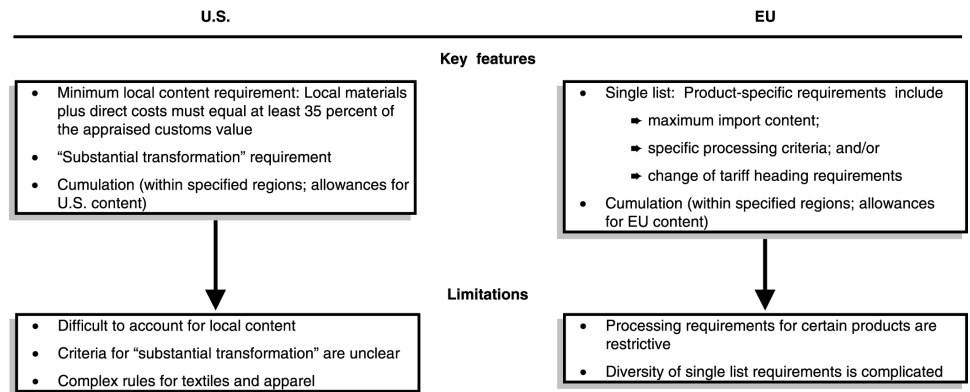 U.S.
EU
Key features
• Minimum local content requirement: Local materials
plus direct costs must equal at least 35 percent of
the appraised customs value
• “Substantial transformation” requirement
• Cumulation (within specified regions; allowances for
U.S. content)
• Single list: Product-specific requirements include
➨ maximum import content;
➨ specific processing criteria; and/or
➨ change of tariff heading requirements
• Cumulation (within specified regions; allowances
for EU content)
Limitations
• Difficult to account for local content
• Criteria for “substantial transformation” are unclear
• Complex rules for textiles and apparel
• Processing requirements for certain products are
restrictive
• Diversity of single list requirements is complicated